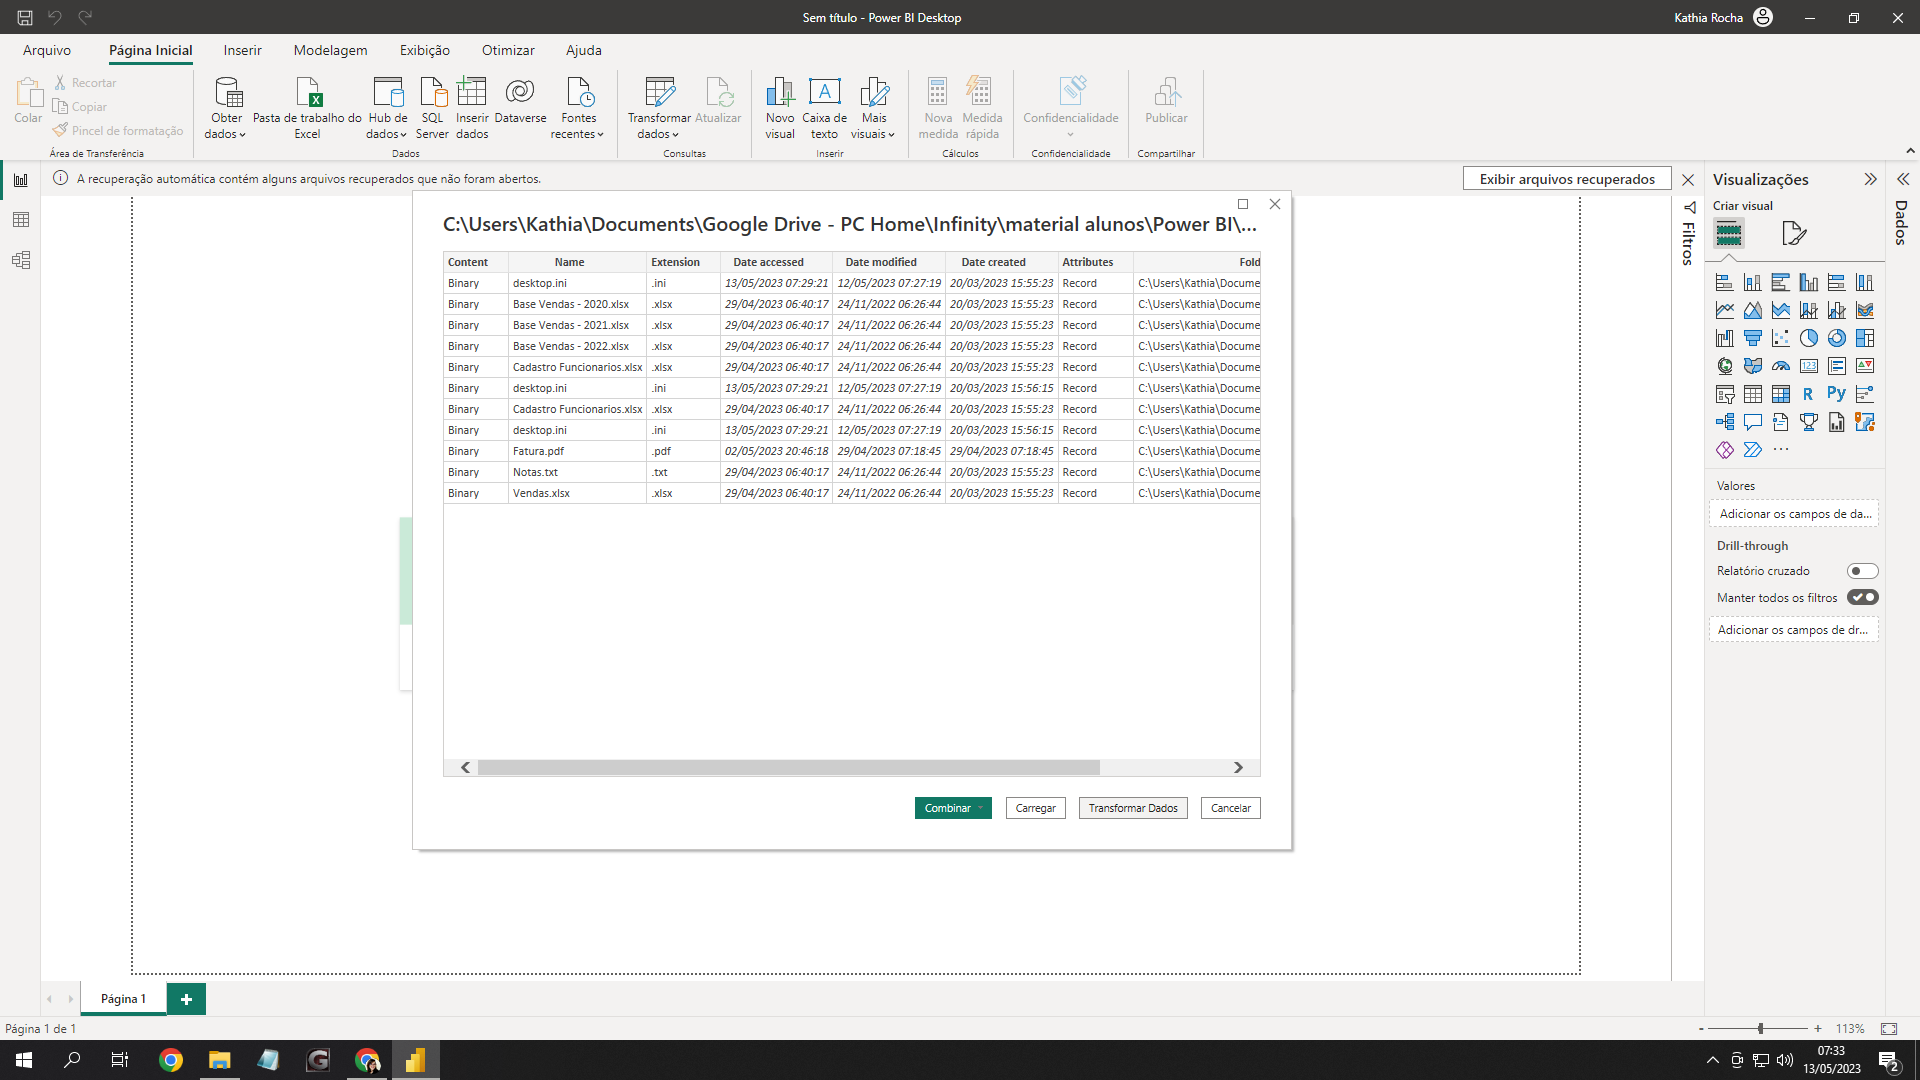 Sem título - Power BI Desktop
Kathia Rocha
Arquivo
Página Inicial
Inserir
Modelagem
Exibição
Otimizar
Ajuda
Colar
Recortar
Copiar
Pincel de formatação
Área de Transferência
Obter dados
Pasta de trabalho do Excel
Hub de dados
SQL Server
Inserir dados
Dataverse
Fontes recentes
Dados
Transformar dados
Atualizar
Consultas
Novo visual
Caixa de texto
Mais visuais
Inserir
Nova medida
Medida rápida
Cálculos
Confidencialidade
Confidencialidade
Publicar
Compartilhar
A recuperação automática contém alguns arquivos recuperados que não foram abertos.
Exibir arquivos recuperados
C:\Users\Kathia\Documents\Google Drive - PC Home\Infinity\material alunos\Power BI\...
Content Name Extension Date accessed Date modified Date created Attributes Fold
Binary desktop.ini .ini 13/05/2023 07:29:21 12/05/2023 07:27:19 20/03/2023 15:55:23 Record C:\Users\Kathia\Docume
Binary Base Vendas - 2020.xlsx .xlsx 29/04/2023 06:40:17 24/11/2022 06:26:44 20/03/2023 15:55:23 Record C:\Users\Kathia\Docume
Binary Base Vendas - 2021.xlsx .xlsx 29/04/2023 06:40:17 24/11/2022 06:26:44 20/03/2023 15:55:23 Record C:\Users\Kathia\Docume
Binary Base Vendas - 2022.xlsx .xlsx 29/04/2023 06:40:17 24/11/2022 06:26:44 20/03/2023 15:55:23 Record C:\Users\Kathia\Docume
Binary Cadastro Funcionarios.xlsx .xlsx 29/04/2023 06:40:17 24/11/2022 06:26:44 20/03/2023 15:55:23 Record C:\Users\Kathia\Docume
Binary desktop.ini .ini 13/05/2023 07:29:21 12/05/2023 07:27:19 20/03/2023 15:56:15 Record C:\Users\Kathia\Docume
Binary Cadastro Funcionarios.xlsx .xlsx 29/04/2023 06:40:17 24/11/2022 06:26:44 20/03/2023 15:55:23 Record C:\Users\Kathia\Docume
Binary desktop.ini .ini 13/05/2023 07:29:21 12/05/2023 07:27:19 20/03/2023 15:56:15 Record C:\Users\Kathia\Docume
Binary Fatura.pdf .pdf 02/05/2023 20:46:18 29/04/2023 07:18:45 29/04/2023 07:18:45 Record C:\Users\Kathia\Docume
Binary Notas.txt .txt 29/04/2023 06:40:17 24/11/2022 06:26:44 20/03/2023 15:55:23 Record C:\Users\Kathia\Docume
Binary Vendas.xlsx .xlsx 29/04/2023 06:40:17 24/11/2022 06:26:44 20/03/2023 15:55:23 Record C:\Users\Kathia\Docume
Combinar
Carregar
Transformar Dados
Cancelar
Filtros
Visualizações
Criar visual
123
R
Py
Valores
Adicionar os campos de da...
Drill-through
Relatório cruzado
Manter todos os filtros
Adicionar os campos de dr...
Dados
Página 1
Página 1 de 1
- + 113%
07:33
13/05/2023
2